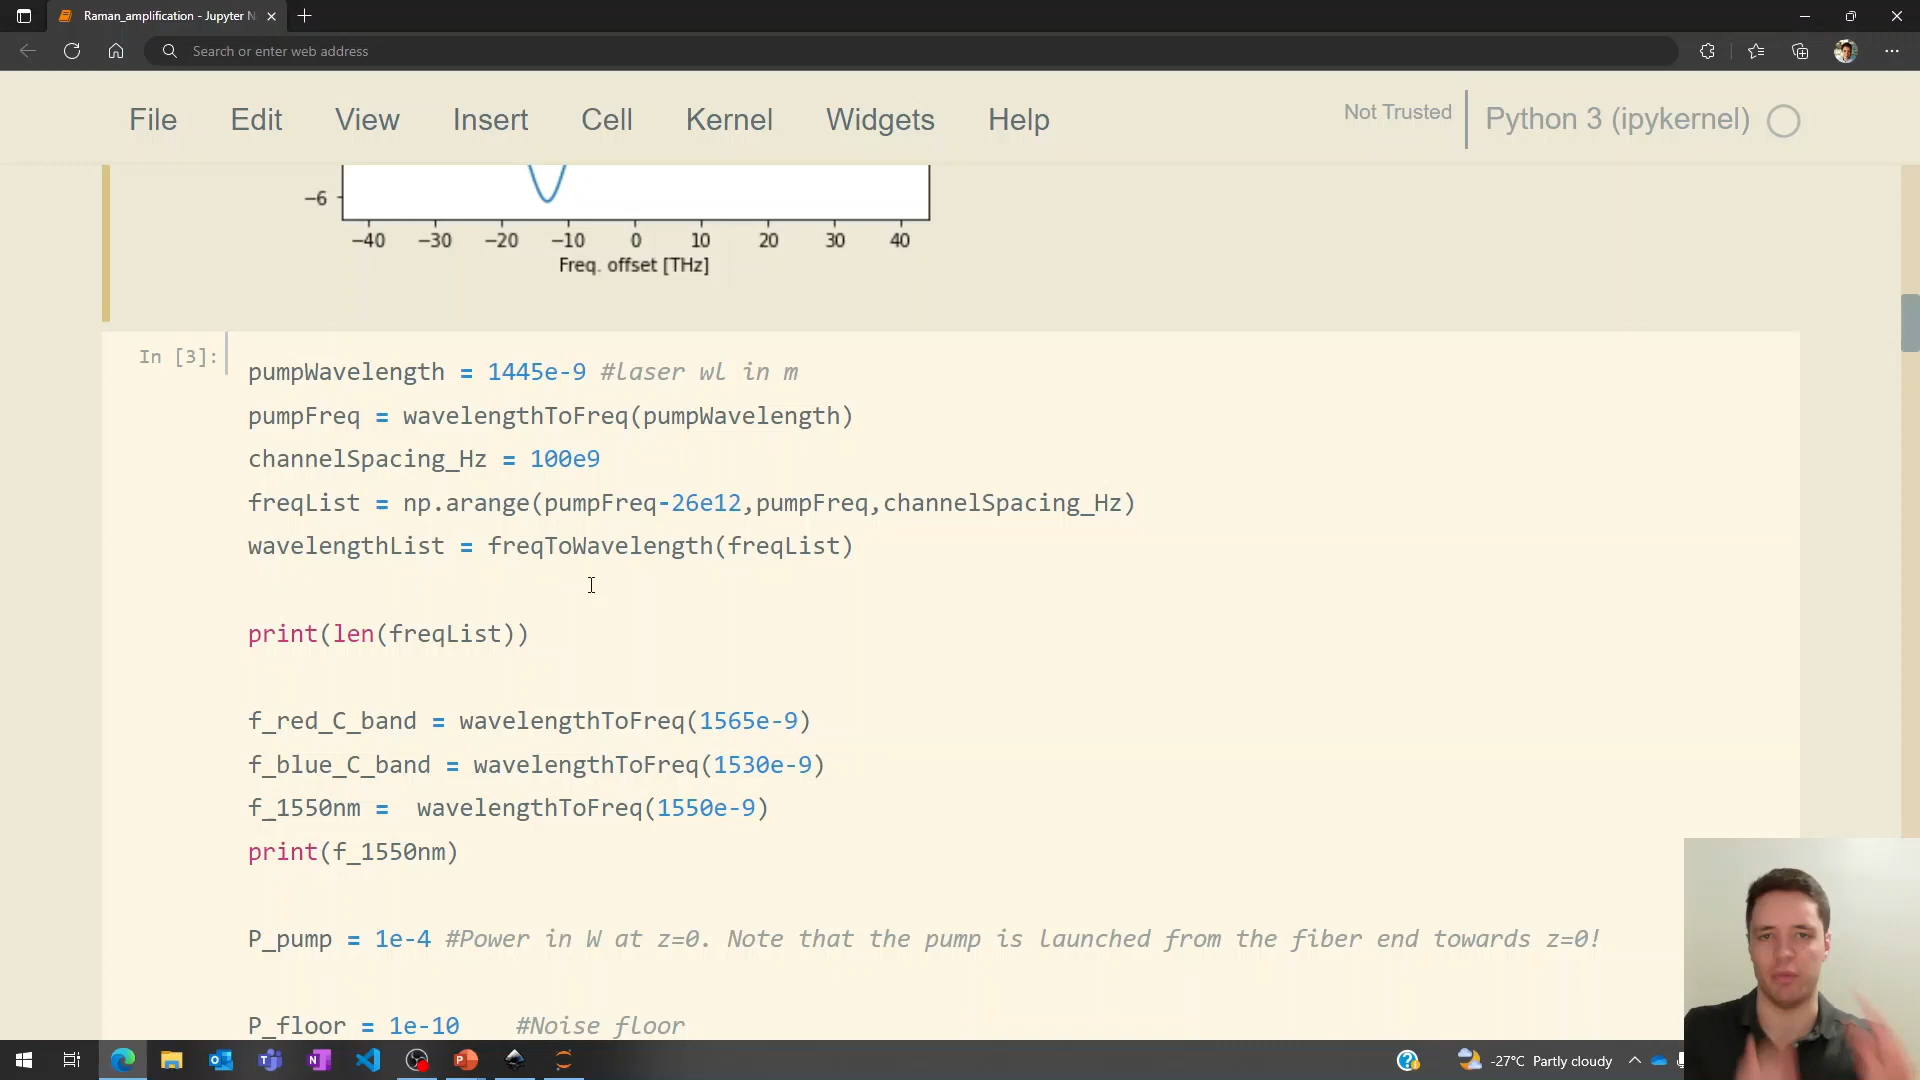 Raman_amplification - Jupyter N
Search or enter web address
File Edit View Insert Cell Kernel Widgets Help
Not Trusted
Python 3 (ipykernel)
−6
−40 −30 −20 −10 0 10 20 30 40
Freq. offset [THz]
In [3]:
pumpWavelength = 1445e-9 #laser wl in m
pumpFreq = wavelengthToFreq(pumpWavelength)
channelSpacing_Hz = 100e9
freqList = np.arange(pumpFreq-26e12,pumpFreq,channelSpacing_Hz)
wavelengthList = freqToWavelength(freqList)
print(len(freqList))
f_red_C_band = wavelengthToFreq(1565e-9)
f_blue_C_band = wavelengthToFreq(1530e-9)
f_1550nm =  wavelengthToFreq(1550e-9)
print(f_1550nm)
P_pump = 1e-4 #Power in W at z=0. Note that the pump is launched from the fiber end towards z=0!
P_floor = 1e-10    #Noise floor
-27°C Partly cloudy